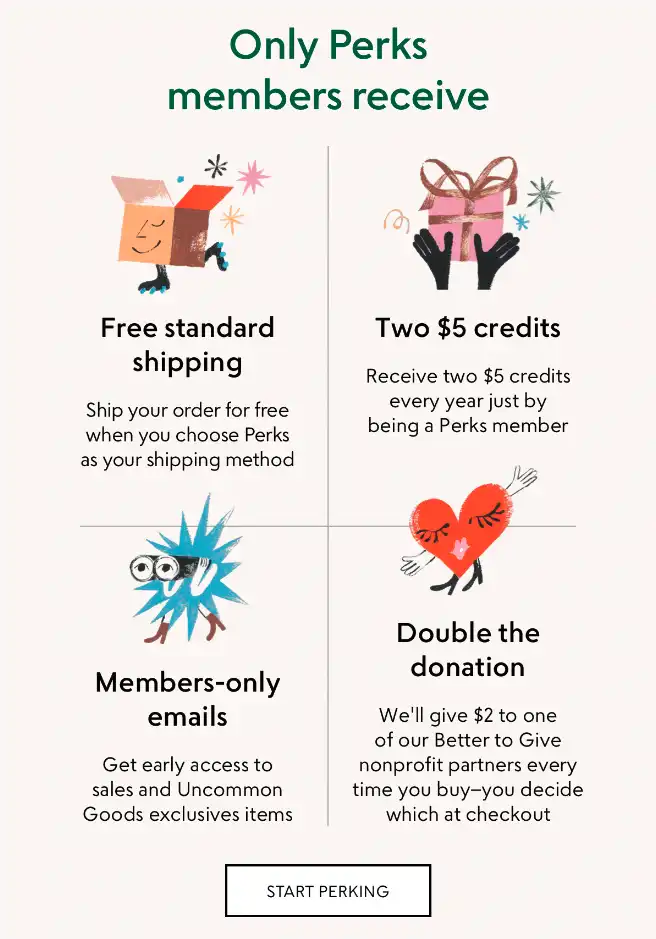 Only Perks
members receive
Free standard
shipping
Ship your order for free
when you choose Perks
as your shipping method
Two $5 credits
Receive two $5 credits
every year just by
being a Perks member
Members-only
emails
Get early access to
sales and Uncommon
Goods exclusives items
Double the
donation
We'll give $2 to one
of our Better to Give
nonprofit partners every
time you buy—you decide
which at checkout
START PERKING